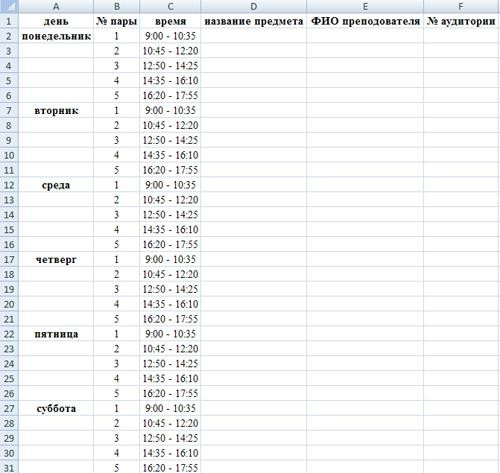 A B C D E F
1 день № пары время название предмета ФИО преподователя № аудитории
2 понедельник 1 9:00 - 10:35
3 2 10:45 - 12:20
4 3 12:50 - 14:25
5 4 14:35 - 16:10
6 5 16:20 - 17:55
7 вторник 1 9:00 - 10:35
8 2 10:45 - 12:20
9 3 12:50 - 14:25
10 4 14:35 - 16:10
11 5 16:20 - 17:55
12 среда 1 9:00 - 10:35
13 2 10:45 - 12:20
14 3 12:50 - 14:25
15 4 14:35 - 16:10
16 5 16:20 - 17:55
17 четверг 1 9:00 - 10:35
18 2 10:45 - 12:20
19 3 12:50 - 14:25
20 4 14:35 - 16:10
21 5 16:20 - 17:55
22 пятница 1 9:00 - 10:35
23 2 10:45 - 12:20
24 3 12:50 - 14:25
25 4 14:35 - 16:10
26 5 16:20 - 17:55
27 суббота 1 9:00 - 10:35
28 2 10:45 - 12:20
29 3 12:50 - 14:25
30 4 14:35 - 16:10
31 5 16:20 - 17:55